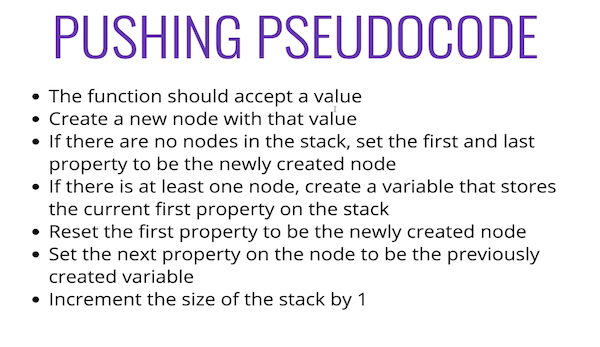 PUSHING PSEUDOCODE
• The function should accept a value
• Create a new node with that value
• If there are no nodes in the stack, set the first and last
property to be the newly created node
• If there is at least one node, create a variable that stores
the current first property on the stack
• Reset the first property to be the newly created node
• Set the next property on the node to be the previously
created variable
• Increment the size of the stack by 1